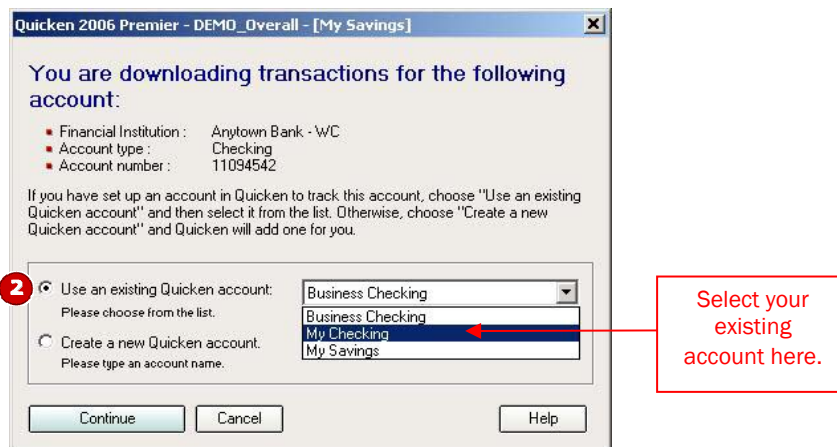 Quicken 2006 Premier - DEMO_Overall - [My Savings]
You are downloading transactions for the following
account:
Financial Institution : Anytown Bank - WC
Account type : Checking
Account number : 11094542
If you have set up an account in Quicken to track this account, choose "Use an existing
Quicken account" and then select it from the list. Otherwise, choose "Create a new
Quicken account" and Quicken will add one for you.
2 Use an existing Quicken account: Business Checking
Please choose from the list.
Business Checking
My Checking
My Savings
Create a new Quicken account.
Please type an account name.
Select your
existing
account here.
Continue Cancel Help